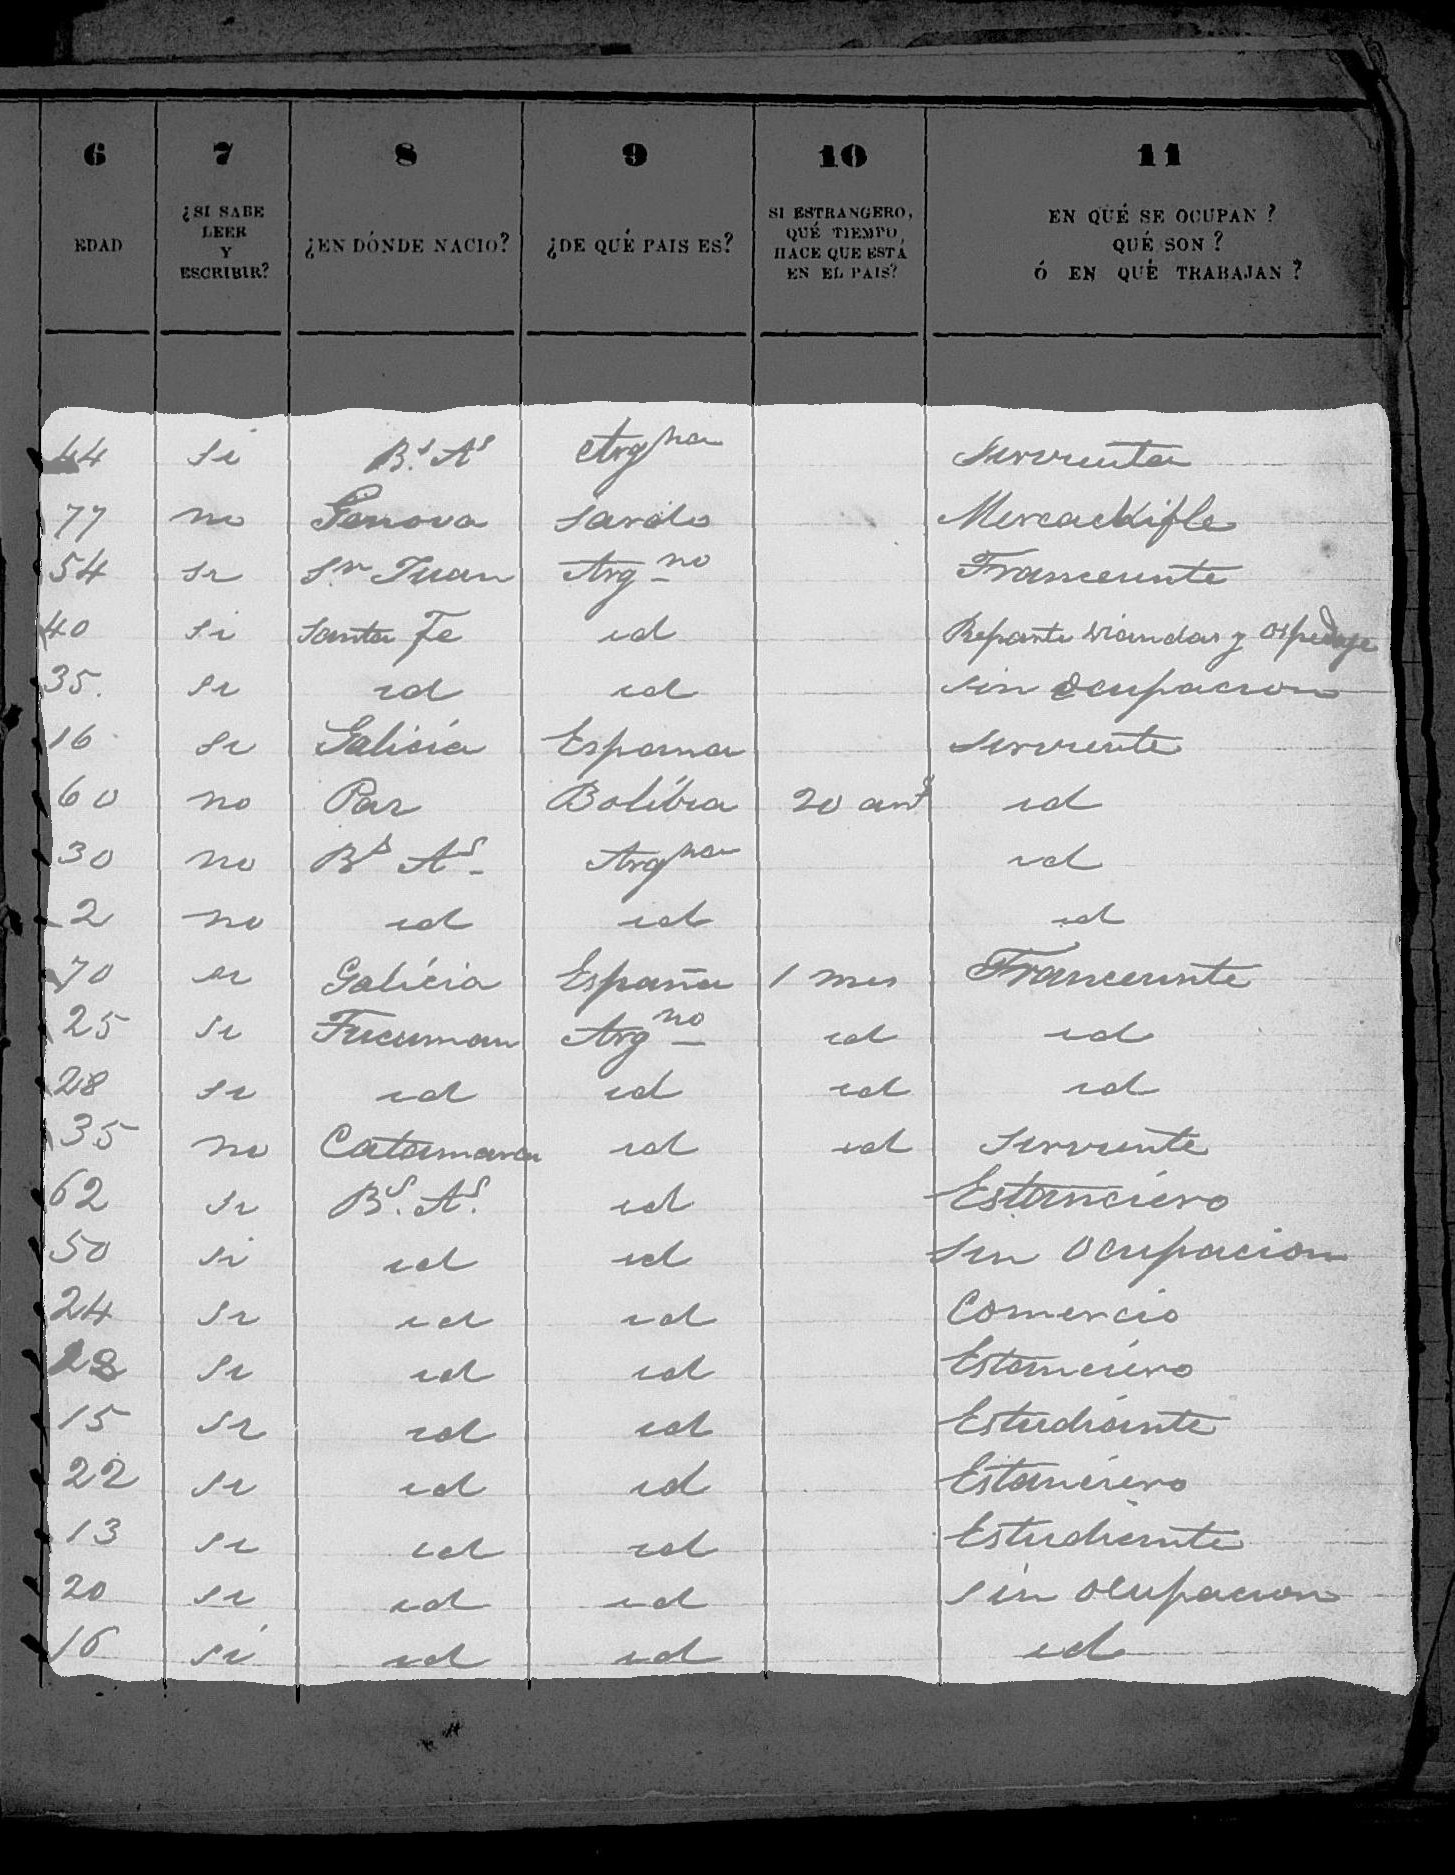 6 7 8 9 10 11
EDAD ¿SI SABE LEER Y ESCRIBIR? ¿EN DÓNDE NACIO? ¿DE QUÉ PAIS ES? SI ESTRANGERO, QUÉ TIEMPO HACE QUE ESTÁ EN EL PAIS? EN QUÉ SE OCUPAN? QUÉ SON? Ó EN QUÉ TRABAJAN?
44 si B.s As Argna sirvienta
77 no Genova sardo Mercachifle
54 si Sn Juan Argno Transeunte
40 si Santa Fe id Reparte viandas y ospedaje
35. si id id sin ocupacion
16 si Galicia Espana sirviente
60 no Paz Bolibia 20 ans id
30 no Bs As Argna id
2 no id id id
70 si Galicia España 1 mes Transeunte
25 si Tucuman Argno id id
28 si id id id id
35 no Catamarca id id sirviente
62 si Bs. As. id Estanciero
50 si id id sin ocupacion
24 si id id Comercio
28 si id id Estanciero
15 si id id Estudiante
22 si id id Estanciero
13 si id id Estudiante
20 si id id sin ocupacion
16 si id id id